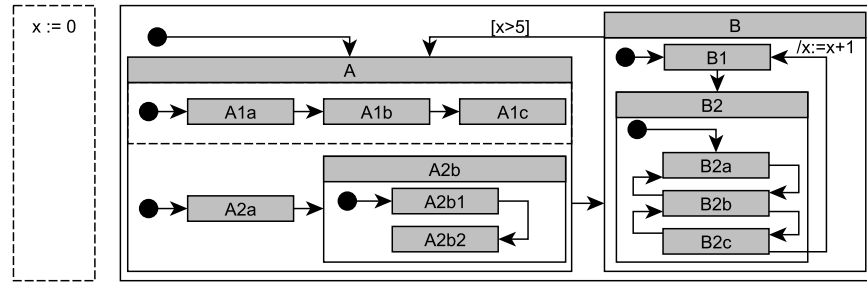 x := 0
[x>5]
B
/x:=x+1
B1
A
A1a
A1b
A1c
B2
A2b
B2a
A2a
A2b1
B2b
A2b2
B2c